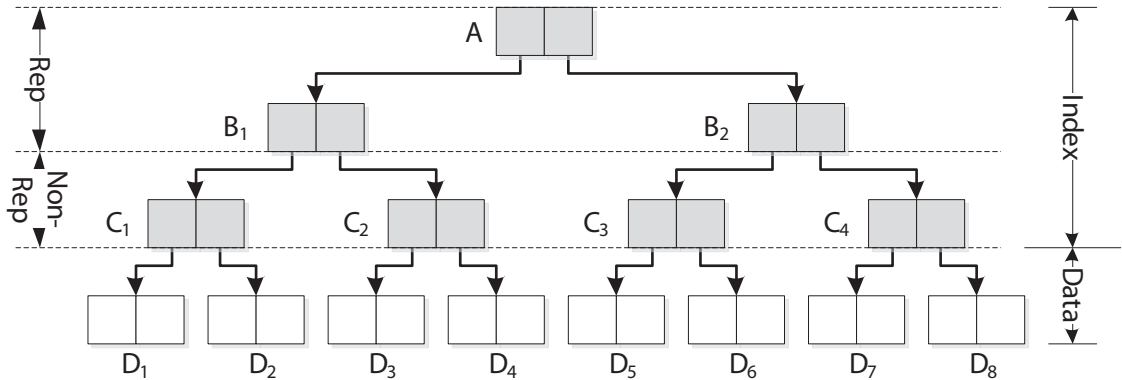 A
Rep
Index
B₁
B₂
Non-
Rep
C₁
C₂
C₃
C₄
Data
D₁
D₂
D₃
D₄
D₅
D₆
D₇
D₈